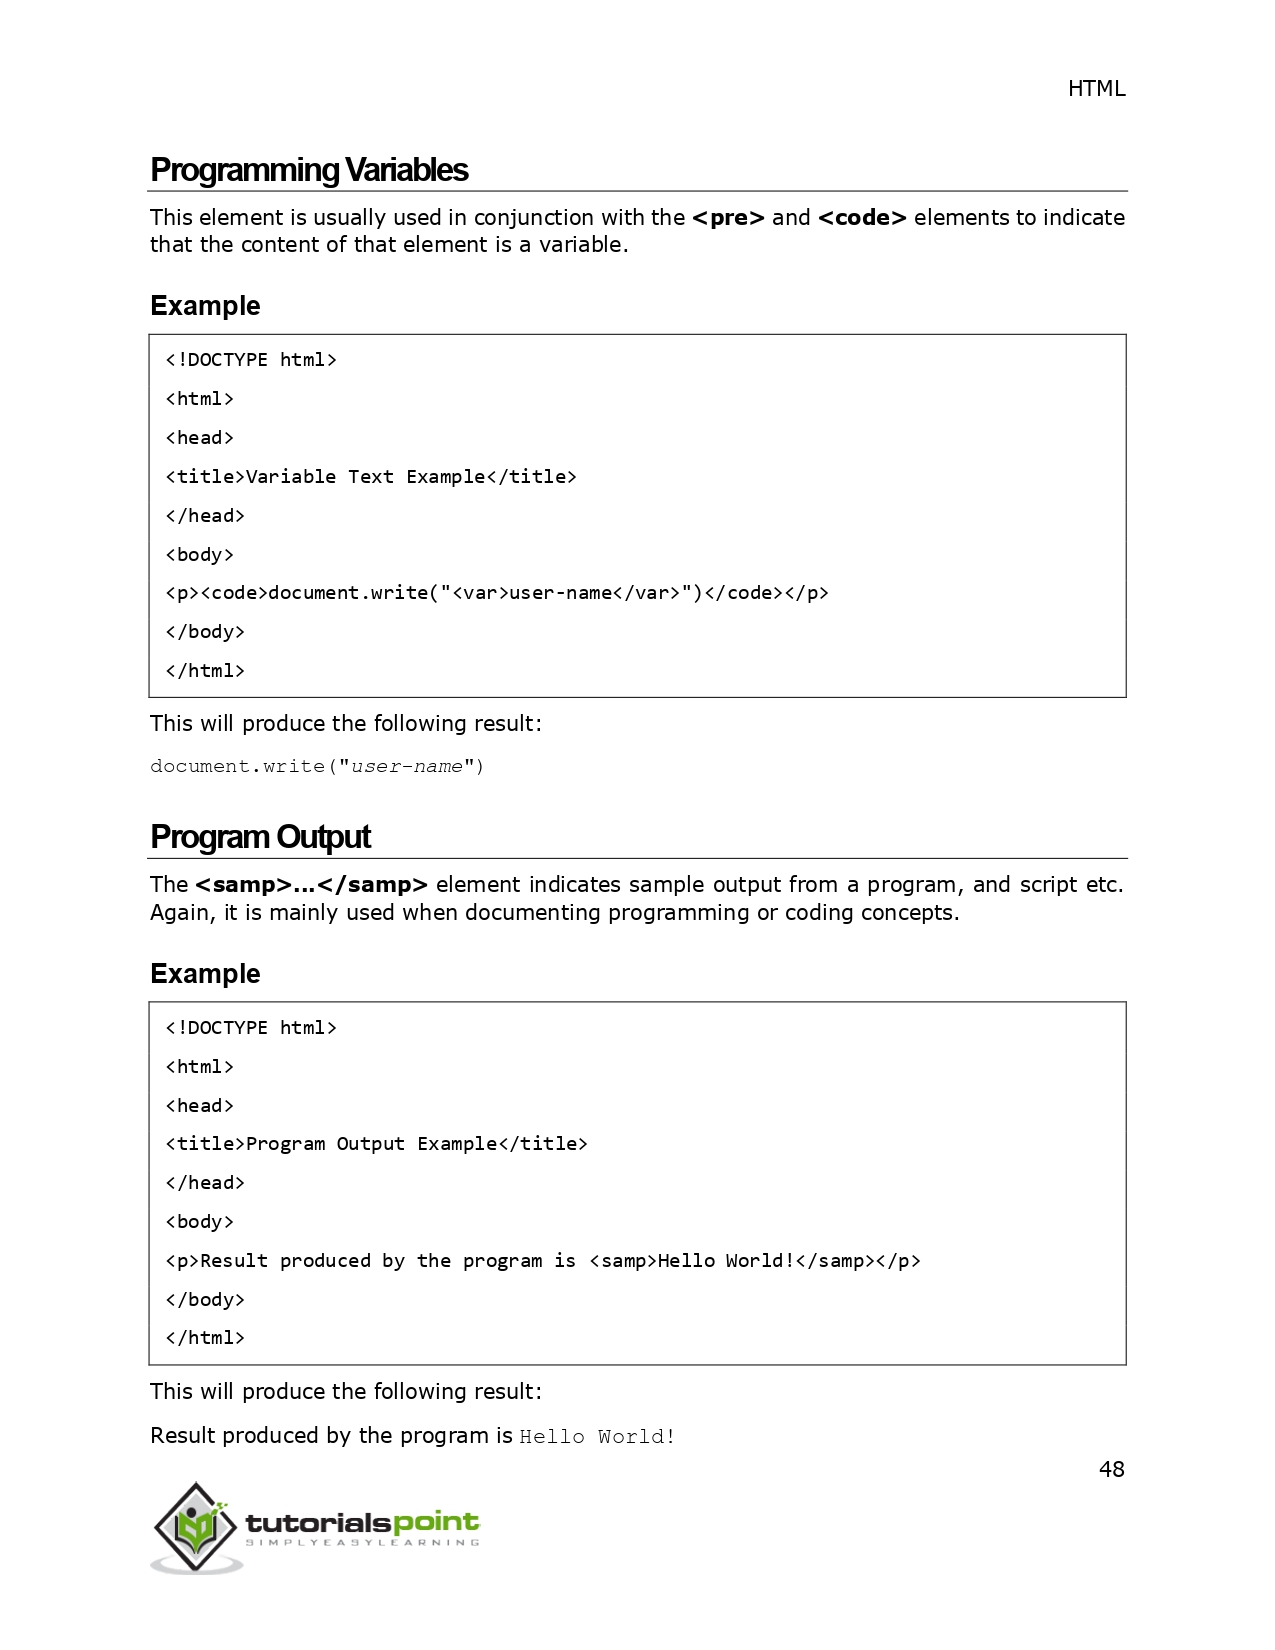 HTML
Programming Variables
This element is usually used in conjunction with the <pre> and <code> elements to indicate
that the content of that element is a variable.
Example
<!DOCTYPE html>
<html>
<head>
<title>Variable Text Example</title>
</head>
<body>
<p><code>document.write("<var>user-name</var>")</code></p>
</body>
</html>
This will produce the following result:
document.write("user-name")
Program Output
The <samp>...</samp> element indicates sample output from a program, and script etc.
Again, it is mainly used when documenting programming or coding concepts.
Example
<!DOCTYPE html>
<html>
<head>
<title>Program Output Example</title>
</head>
<body>
<p>Result produced by the program is <samp>Hello World!</samp></p>
</body>
</html>
This will produce the following result:
Result produced by the program is Hello World!
48
tutorialspoint
SIMPLYEASYLEARNING